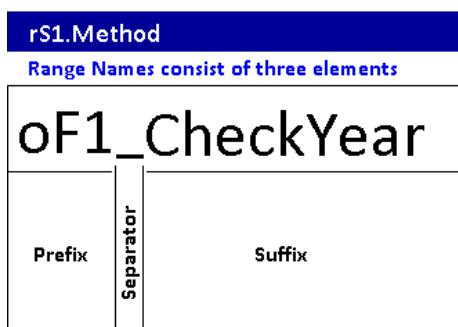 rS1.Method
Range Names consist of three elements
oF1_CheckYear
Prefix
Separator
Suffix